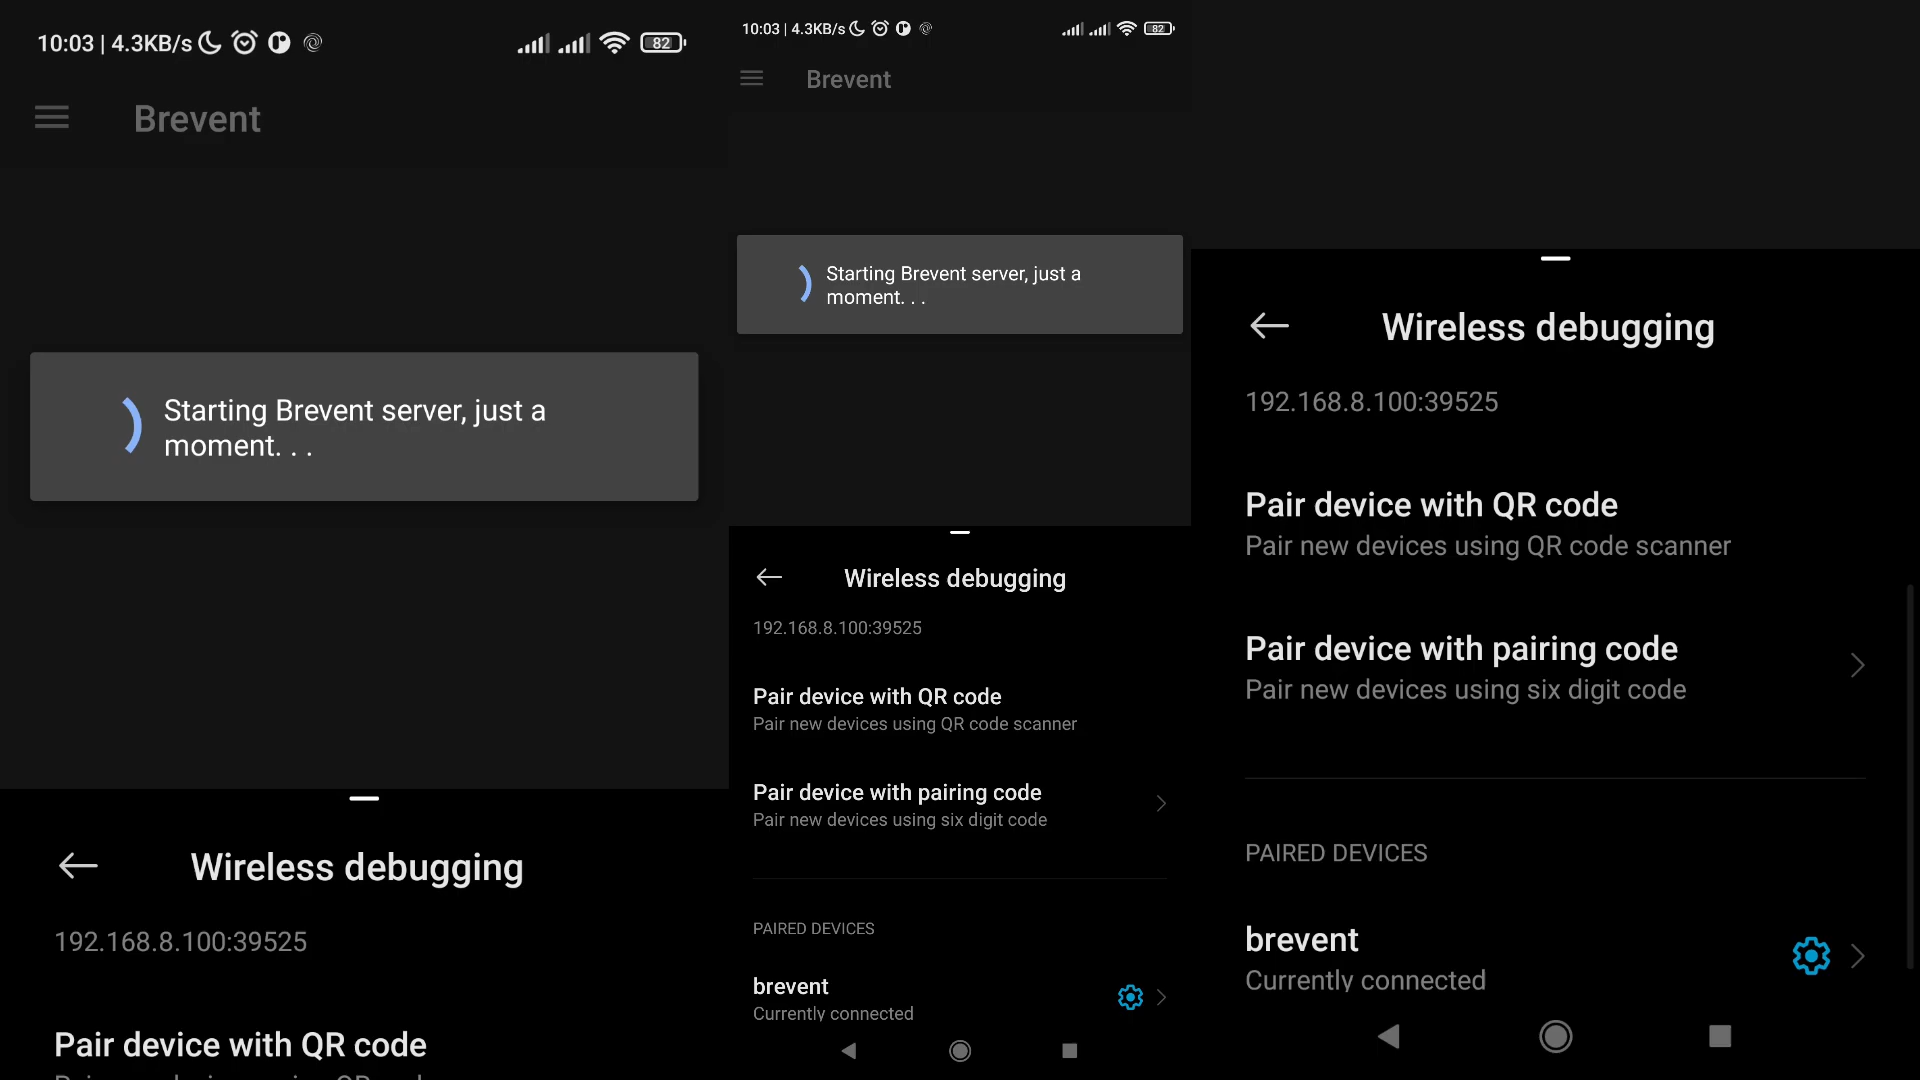 10:03 | 4.3KB/s
82
Brevent
Starting Brevent server, just a
moment. . .
Wireless debugging
192.168.8.100:39525
Pair device with QR code
10:03 | 4.3KB/s
82
Brevent
Starting Brevent server, just a
moment. . .
Wireless debugging
192.168.8.100:39525
Pair device with QR code
Pair new devices using QR code scanner
Pair device with pairing code
Pair new devices using six digit code
PAIRED DEVICES
brevent
Currently connected
Wireless debugging
192.168.8.100:39525
Pair device with QR code
Pair new devices using QR code scanner
Pair device with pairing code
Pair new devices using six digit code
PAIRED DEVICES
brevent
Currently connected